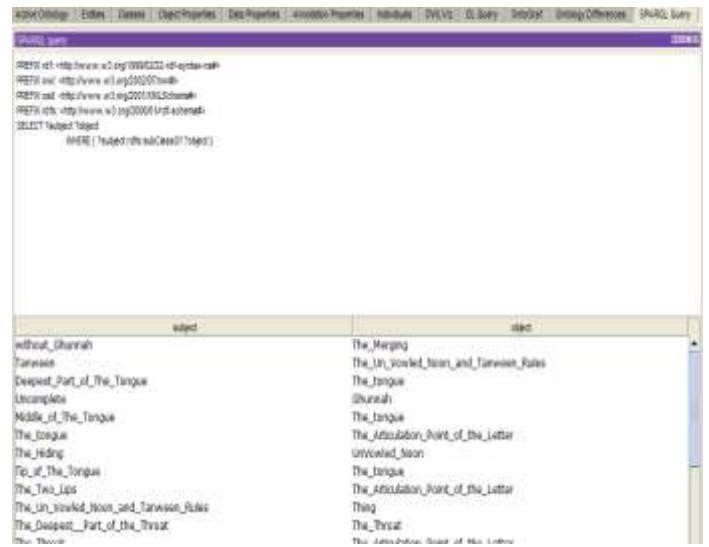 Active Ontology Entities Classes Object Properties Data Properties Annotation Properties Individuals OWLViz DL Query OntoGraf Ontology Differences SPARQL Query
SPARQL query:
PREFIX rdf: <http://www.w3.org/1999/02/22-rdf-syntax-ns#>
PREFIX owl: <http://www.w3.org/2002/07/owl#>
PREFIX xsd: <http://www.w3.org/2001/XMLSchema#>
PREFIX rdfs: <http://www.w3.org/2000/01/rdf-schema#>
SELECT ?subject ?object
WHERE { ?subject rdfs:subClassOf ?object }
subject object
without_Ghunnah The_Merging
Tanween The_Un_Vowled_Noon_and_Tanween_Rules
Deepest_Part_of_The_Tongue The_tongue
Uncomplete Ghunnah
Middle_of_The_Tongue The_tongue
The_tongue The_Articulation_Point_of_the_Letter
The_Hiding UnVowled_Noon
Tip_of_The_Tongue The_tongue
The_Two_Lips The_Articulation_Point_of_the_Letter
The_Un_Vowled_Noon_and_Tanween_Rules Thing
The_Deepest__Part_of_the_Throat The_Throat
The_Throat The_Articulation_Point_of_the_Letter